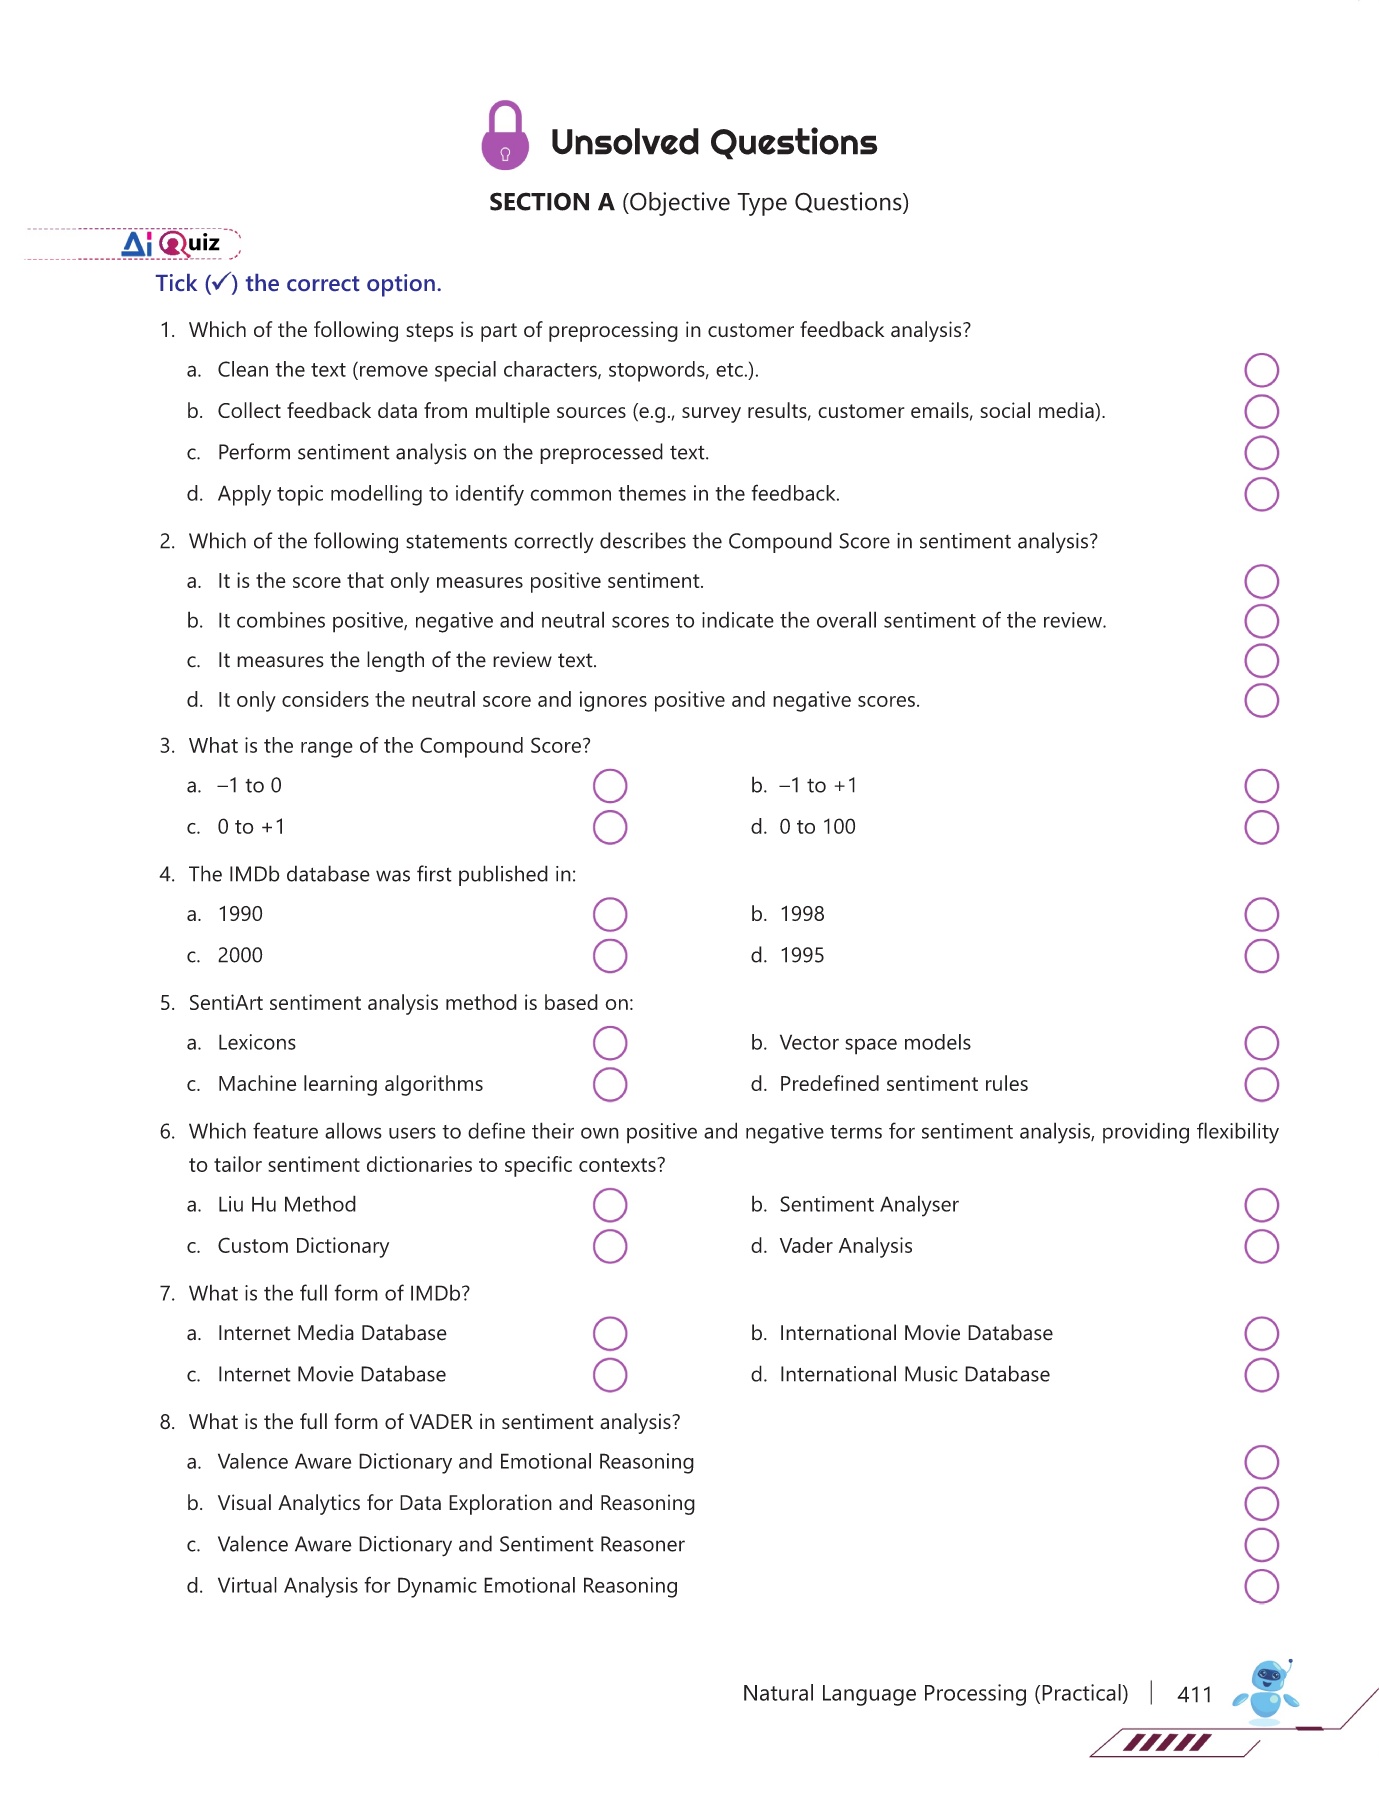 Unsolved Questions
SECTION A (Objective Type Questions)
Ai Quiz
Tick (✓) the correct option.
1. Which of the following steps is part of preprocessing in customer feedback analysis?
a. Clean the text (remove special characters, stopwords, etc.).
b. Collect feedback data from multiple sources (e.g., survey results, customer emails, social media).
c. Perform sentiment analysis on the preprocessed text.
d. Apply topic modelling to identify common themes in the feedback.
2. Which of the following statements correctly describes the Compound Score in sentiment analysis?
a. It is the score that only measures positive sentiment.
b. It combines positive, negative and neutral scores to indicate the overall sentiment of the review.
c. It measures the length of the review text.
d. It only considers the neutral score and ignores positive and negative scores.
3. What is the range of the Compound Score?
a. –1 to 0 b. –1 to +1
c. 0 to +1 d. 0 to 100
4. The IMDb database was first published in:
a. 1990 b. 1998
c. 2000 d. 1995
5. SentiArt sentiment analysis method is based on:
a. Lexicons b. Vector space models
c. Machine learning algorithms d. Predefined sentiment rules
6. Which feature allows users to define their own positive and negative terms for sentiment analysis, providing flexibility
to tailor sentiment dictionaries to specific contexts?
a. Liu Hu Method b. Sentiment Analyser
c. Custom Dictionary d. Vader Analysis
7. What is the full form of IMDb?
a. Internet Media Database b. International Movie Database
c. Internet Movie Database d. International Music Database
8. What is the full form of VADER in sentiment analysis?
a. Valence Aware Dictionary and Emotional Reasoning
b. Visual Analytics for Data Exploration and Reasoning
c. Valence Aware Dictionary and Sentiment Reasoner
d. Virtual Analysis for Dynamic Emotional Reasoning
Natural Language Processing (Practical) | 411